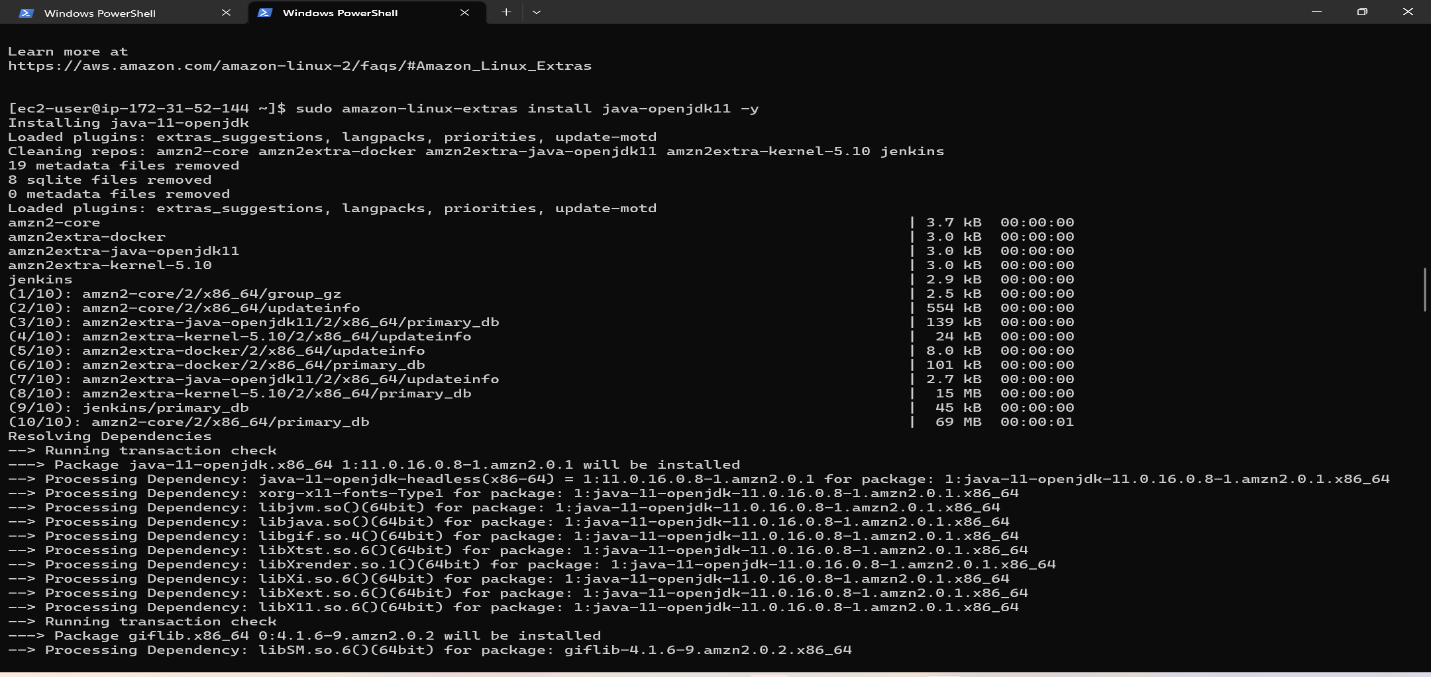 Windows PowerShell
Windows PowerShell
Learn more at
https://aws.amazon.com/amazon-linux-2/faqs/#Amazon_Linux_Extras
[ec2-user@ip-172-31-52-144 ~]$ sudo amazon-linux-extras install java-openjdk11 -y
Installing java-11-openjdk
Loaded plugins: extras_suggestions, langpacks, priorities, update-motd
Cleaning repos: amzn2-core amzn2extra-docker amzn2extra-java-openjdk11 amzn2extra-kernel-5.10 jenkins
19 metadata files removed
8 sqlite files removed
0 metadata files removed
Loaded plugins: extras_suggestions, langpacks, priorities, update-motd
amzn2-core | 3.7 kB 00:00:00
amzn2extra-docker | 3.0 kB 00:00:00
amzn2extra-java-openjdk11 | 3.0 kB 00:00:00
amzn2extra-kernel-5.10 | 3.0 kB 00:00:00
jenkins | 2.9 kB 00:00:00
(1/10): amzn2-core/2/x86_64/group_gz | 2.5 kB 00:00:00
(2/10): amzn2-core/2/x86_64/updateinfo | 554 kB 00:00:00
(3/10): amzn2extra-java-openjdk11/2/x86_64/primary_db | 139 kB 00:00:00
(4/10): amzn2extra-kernel-5.10/2/x86_64/updateinfo | 24 kB 00:00:00
(5/10): amzn2extra-docker/2/x86_64/updateinfo | 8.0 kB 00:00:00
(6/10): amzn2extra-docker/2/x86_64/primary_db | 101 kB 00:00:00
(7/10): amzn2extra-java-openjdk11/2/x86_64/updateinfo | 2.7 kB 00:00:00
(8/10): amzn2extra-kernel-5.10/2/x86_64/primary_db | 15 MB 00:00:00
(9/10): jenkins/primary_db | 45 kB 00:00:00
(10/10): amzn2-core/2/x86_64/primary_db | 69 MB 00:00:01
Resolving Dependencies
--> Running transaction check
---> Package java-11-openjdk.x86_64 1:11.0.16.0.8-1.amzn2.0.1 will be installed
--> Processing Dependency: java-11-openjdk-headless(x86-64) = 1:11.0.16.0.8-1.amzn2.0.1 for package: 1:java-11-openjdk-11.0.16.0.8-1.amzn2.0.1.x86_64
--> Processing Dependency: xorg-x11-fonts-Type1 for package: 1:java-11-openjdk-11.0.16.0.8-1.amzn2.0.1.x86_64
--> Processing Dependency: libjvm.so()(64bit) for package: 1:java-11-openjdk-11.0.16.0.8-1.amzn2.0.1.x86_64
--> Processing Dependency: libjava.so()(64bit) for package: 1:java-11-openjdk-11.0.16.0.8-1.amzn2.0.1.x86_64
--> Processing Dependency: libgif.so.4()(64bit) for package: 1:java-11-openjdk-11.0.16.0.8-1.amzn2.0.1.x86_64
--> Processing Dependency: libXtst.so.6()(64bit) for package: 1:java-11-openjdk-11.0.16.0.8-1.amzn2.0.1.x86_64
--> Processing Dependency: libXrender.so.1()(64bit) for package: 1:java-11-openjdk-11.0.16.0.8-1.amzn2.0.1.x86_64
--> Processing Dependency: libXi.so.6()(64bit) for package: 1:java-11-openjdk-11.0.16.0.8-1.amzn2.0.1.x86_64
--> Processing Dependency: libXext.so.6()(64bit) for package: 1:java-11-openjdk-11.0.16.0.8-1.amzn2.0.1.x86_64
--> Processing Dependency: libX11.so.6()(64bit) for package: 1:java-11-openjdk-11.0.16.0.8-1.amzn2.0.1.x86_64
--> Running transaction check
---> Package giflib.x86_64 0:4.1.6-9.amzn2.0.2 will be installed
--> Processing Dependency: libSM.so.6()(64bit) for package: giflib-4.1.6-9.amzn2.0.2.x86_64